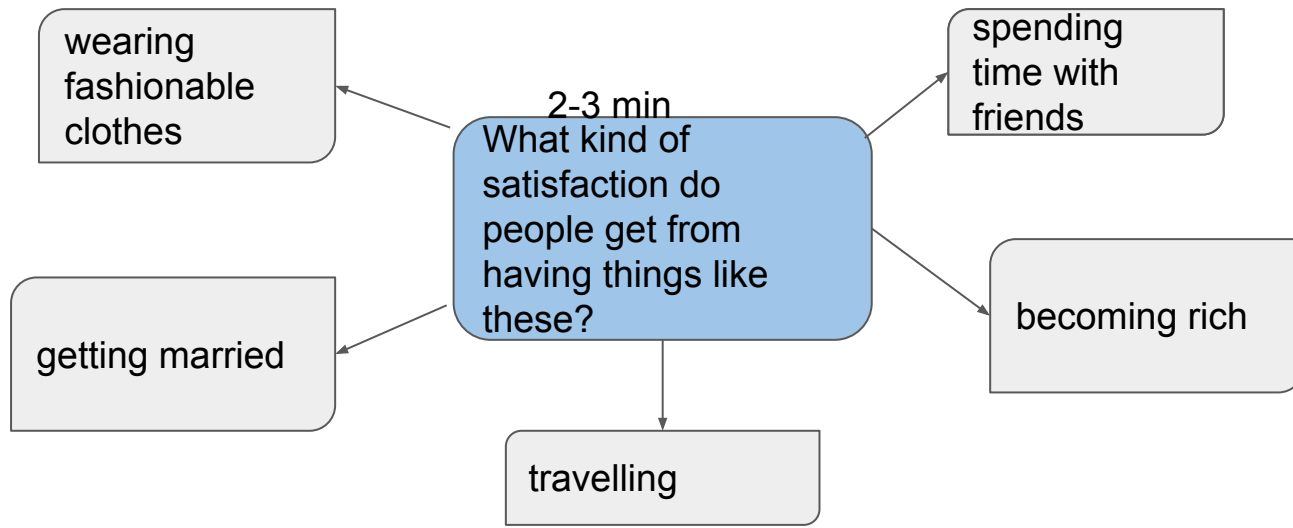 wearing
fashionable
clothes
spending
time with
friends
2-3 min
What kind of
satisfaction do
people get from
having things like
these?
getting married
becoming rich
travelling